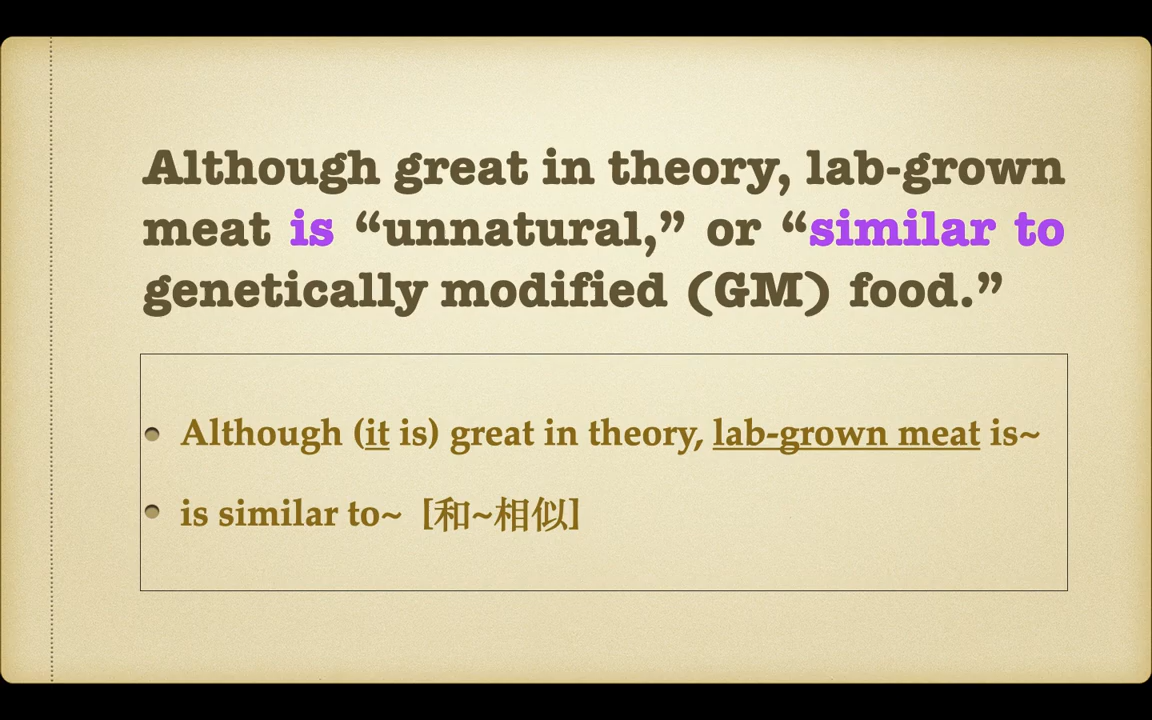 Although great in theory, lab-grown
meat is “unnatural,” or “similar to
genetically modified (GM) food.”
Although (it is) great in theory, lab-grown meat is~
is similar to~ [和~相似]